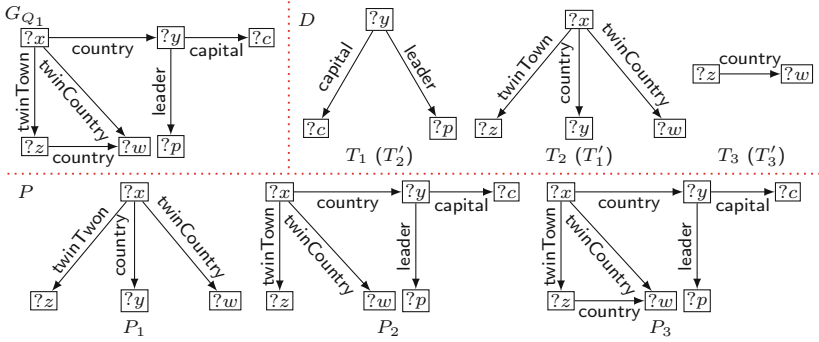 G_{Q_1}
?x country ?y capital ?c
twinTown twinCountry leader
?z country ?w ?p
D
?y
capital leader
?c ?p
T_1 (T'_2)
?x
twinTown country twinCountry
?z ?y ?w
T_2 (T'_1)
?z country ?w
T_3 (T'_3)
P
?x
twinTwon country twinCountry
?z ?y ?w
P_1
?x country ?y capital ?c
twinTown twinCountry leader
?z ?w ?p
P_2
?x country ?y capital ?c
twinTown twinCountry leader
?z country ?w ?p
P_3